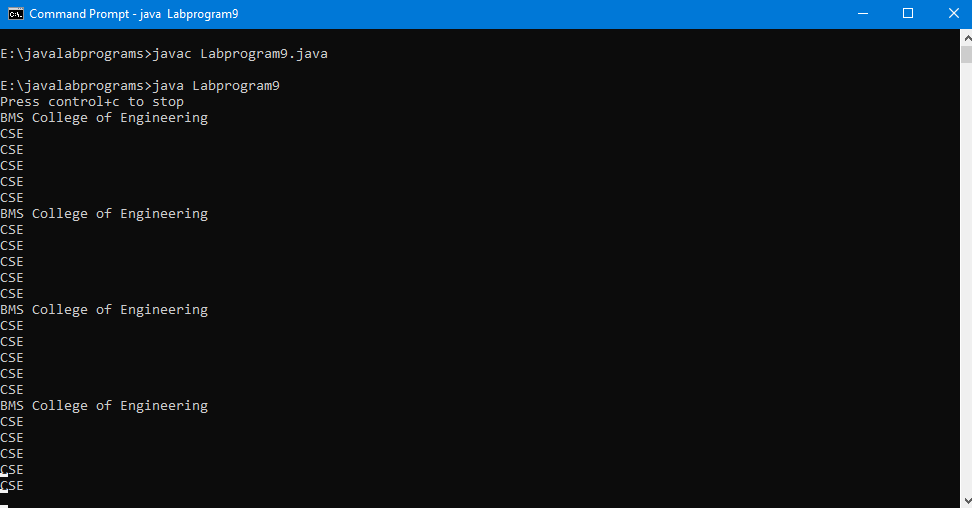 Command Prompt - java  Labprogram9
E:\javalabprograms>javac Labprogram9.java
E:\javalabprograms>java Labprogram9
Press control+c to stop
BMS College of Engineering
CSE
CSE
CSE
CSE
CSE
BMS College of Engineering
CSE
CSE
CSE
CSE
CSE
BMS College of Engineering
CSE
CSE
CSE
CSE
CSE
BMS College of Engineering
CSE
CSE
CSE
CSE
CSE